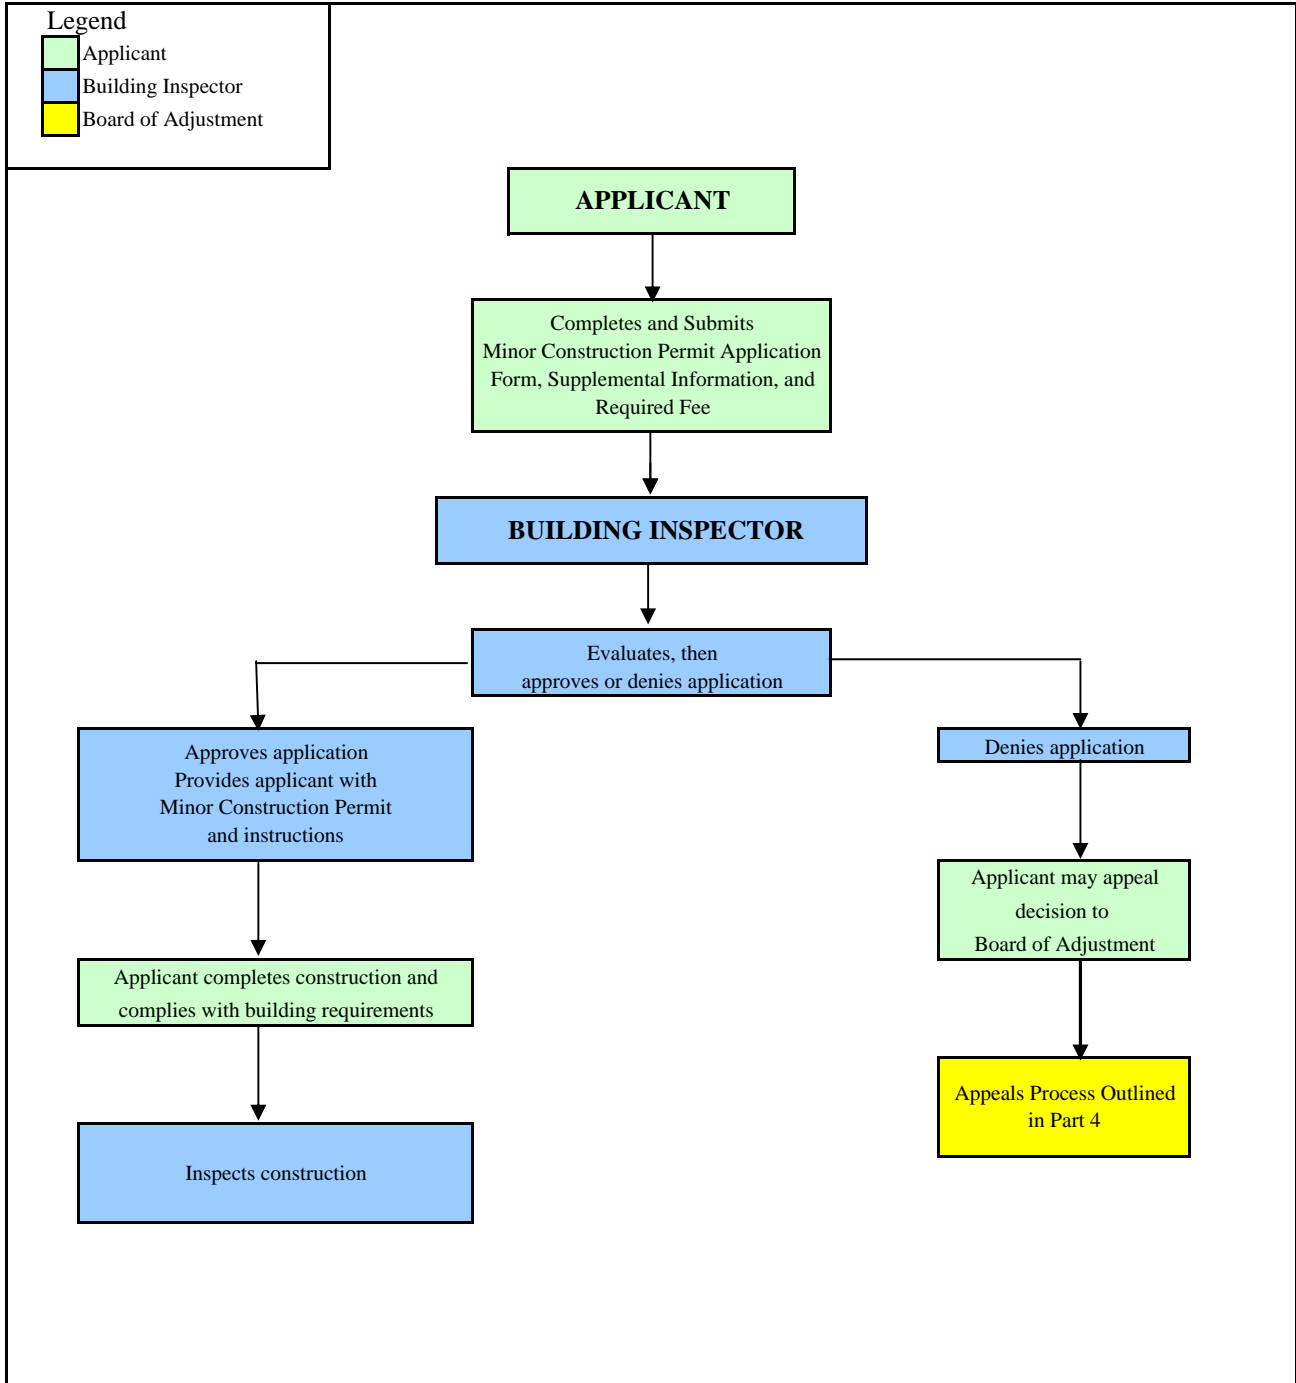 Legend
Applicant
Building Inspector
Board of Adjustment
APPLICANT
Completes and Submits
Minor Construction Permit Application
Form, Supplemental Information, and
Required Fee
BUILDING INSPECTOR
Evaluates, then
approves or denies application
Approves application
Provides applicant with
Minor Construction Permit
and instructions
Denies application
Applicant may appeal
decision to
Board of Adjustment
Applicant completes construction and
complies with building requirements
Appeals Process Outlined
in Part 4
Inspects construction